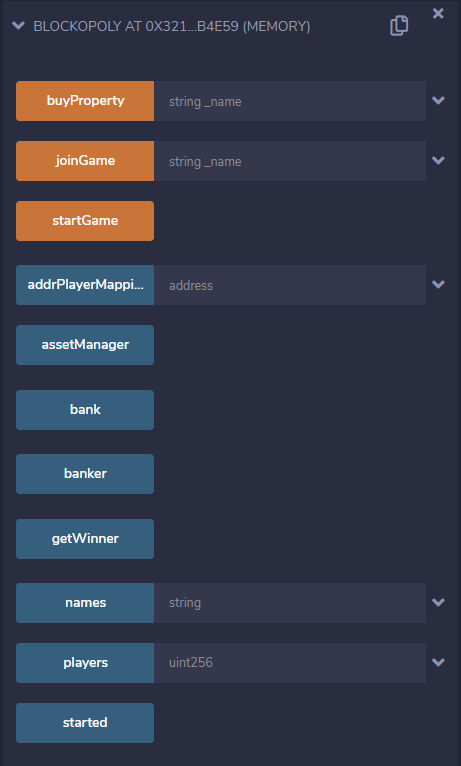 BLOCKOPOLY AT 0X321...B4E59 (MEMORY)
buyProperty string _name
joinGame string _name
startGame
addrPlayerMappi... address
assetManager
bank
banker
getWinner
names string
players uint256
started